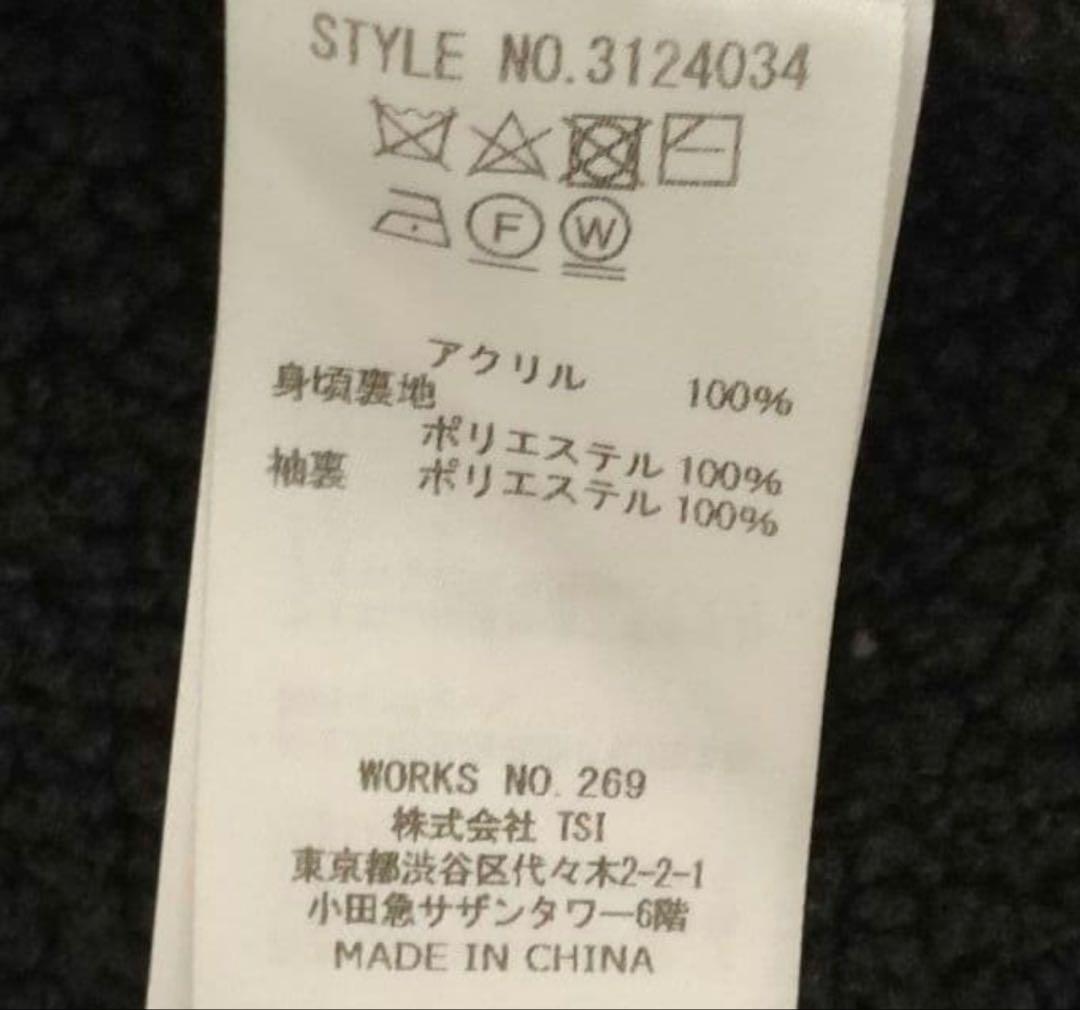 STYLE NO.3124034
F W
アクリル 100%
身頃裏地
ポリエステル 100%
袖裏 ポリエステル 100%
WORKS NO. 269
株式会社 TSI
東京都渋谷区代々木2-2-1
小田急サザンタワー6階
MADE IN CHINA